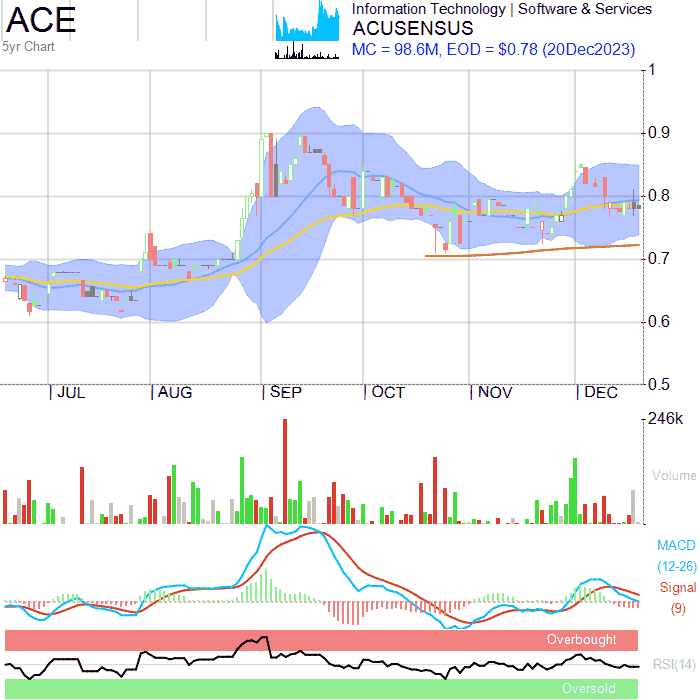 ACE
5yr Chart
Information Technology | Software & Services
ACUSENSUS
MC = 98.6M, EOD = $0.78 (20Dec2023)
1
0.9
0.8
0.7
0.6
0.5
| JUL | AUG | SEP | OCT | NOV | DEC
246k
Volume
MACD
(12-26)
Signal
(9)
Overbought
RSI(14)
Oversold